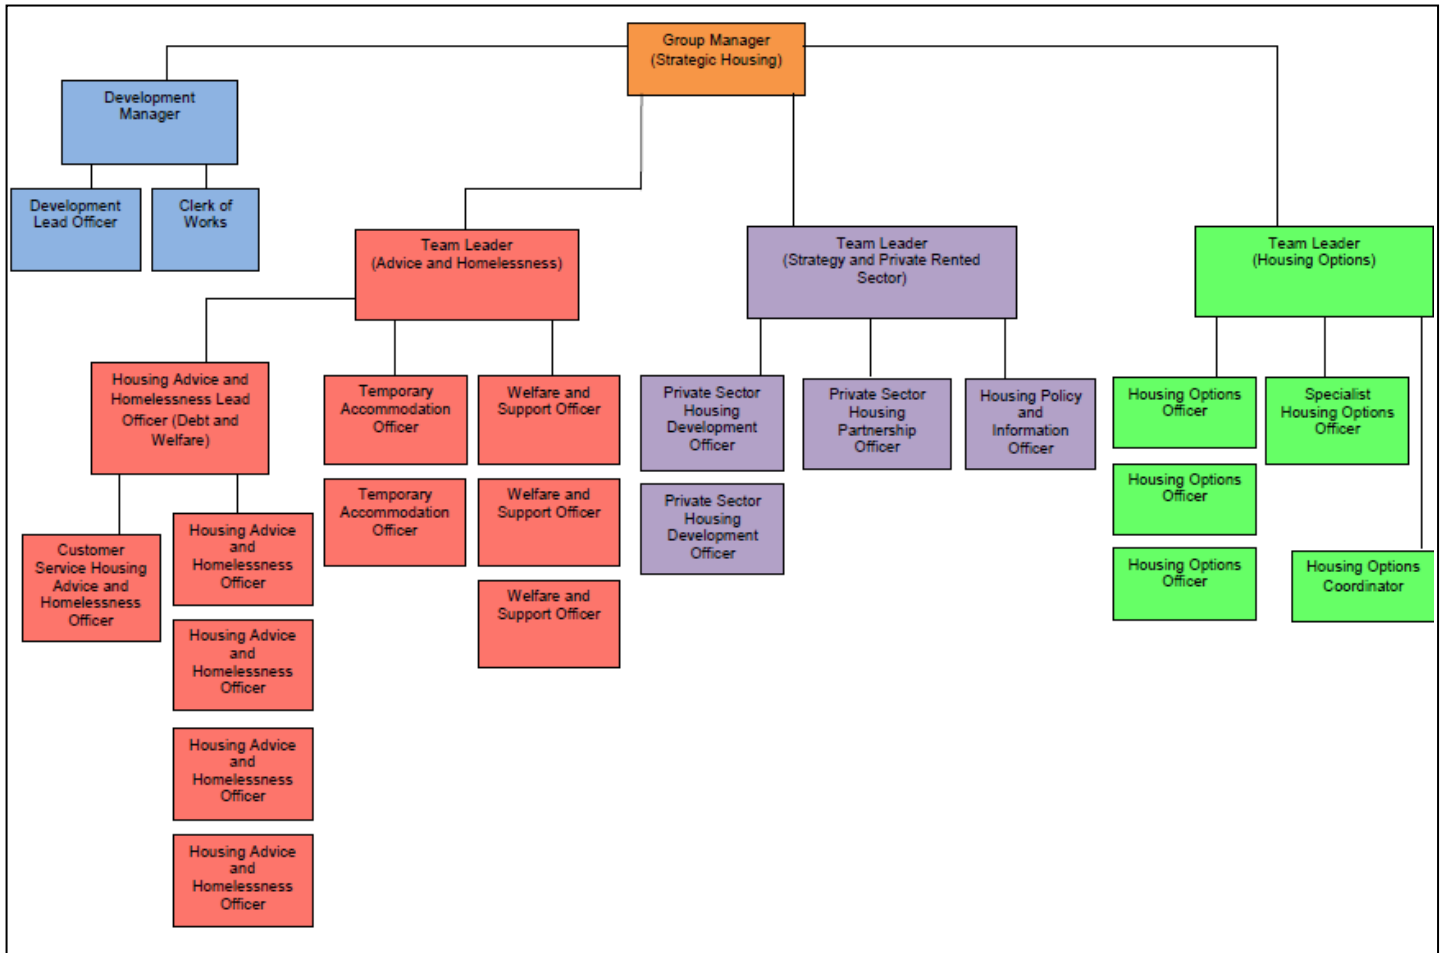 Group Manager
(Strategic Housing)
Development
Manager
Development
Lead Officer
Clerk of
Works
Team Leader
(Advice and Homelessness)
Team Leader
(Strategy and Private Rented
Sector)
Team Leader
(Housing Options)
Housing Advice and
Homelessness Lead
Officer (Debt and
Welfare)
Temporary
Accommodation
Officer
Welfare and
Support Officer
Private Sector
Housing
Development
Officer
Private Sector
Housing
Partnership
Officer
Housing Policy
and
Information
Officer
Housing Options
Officer
Specialist
Housing Options
Officer
Temporary
Accommodation
Officer
Welfare and
Support Officer
Private Sector
Housing
Development
Officer
Housing Options
Officer
Customer
Service Housing
Advice and
Homelessness
Officer
Housing Advice
and
Homelessness
Officer
Housing Options
Officer
Housing Options
Coordinator
Welfare and
Support Officer
Housing Advice
and
Homelessness
Officer
Housing Advice
and
Homelessness
Officer
Housing Advice
and
Homelessness
Officer